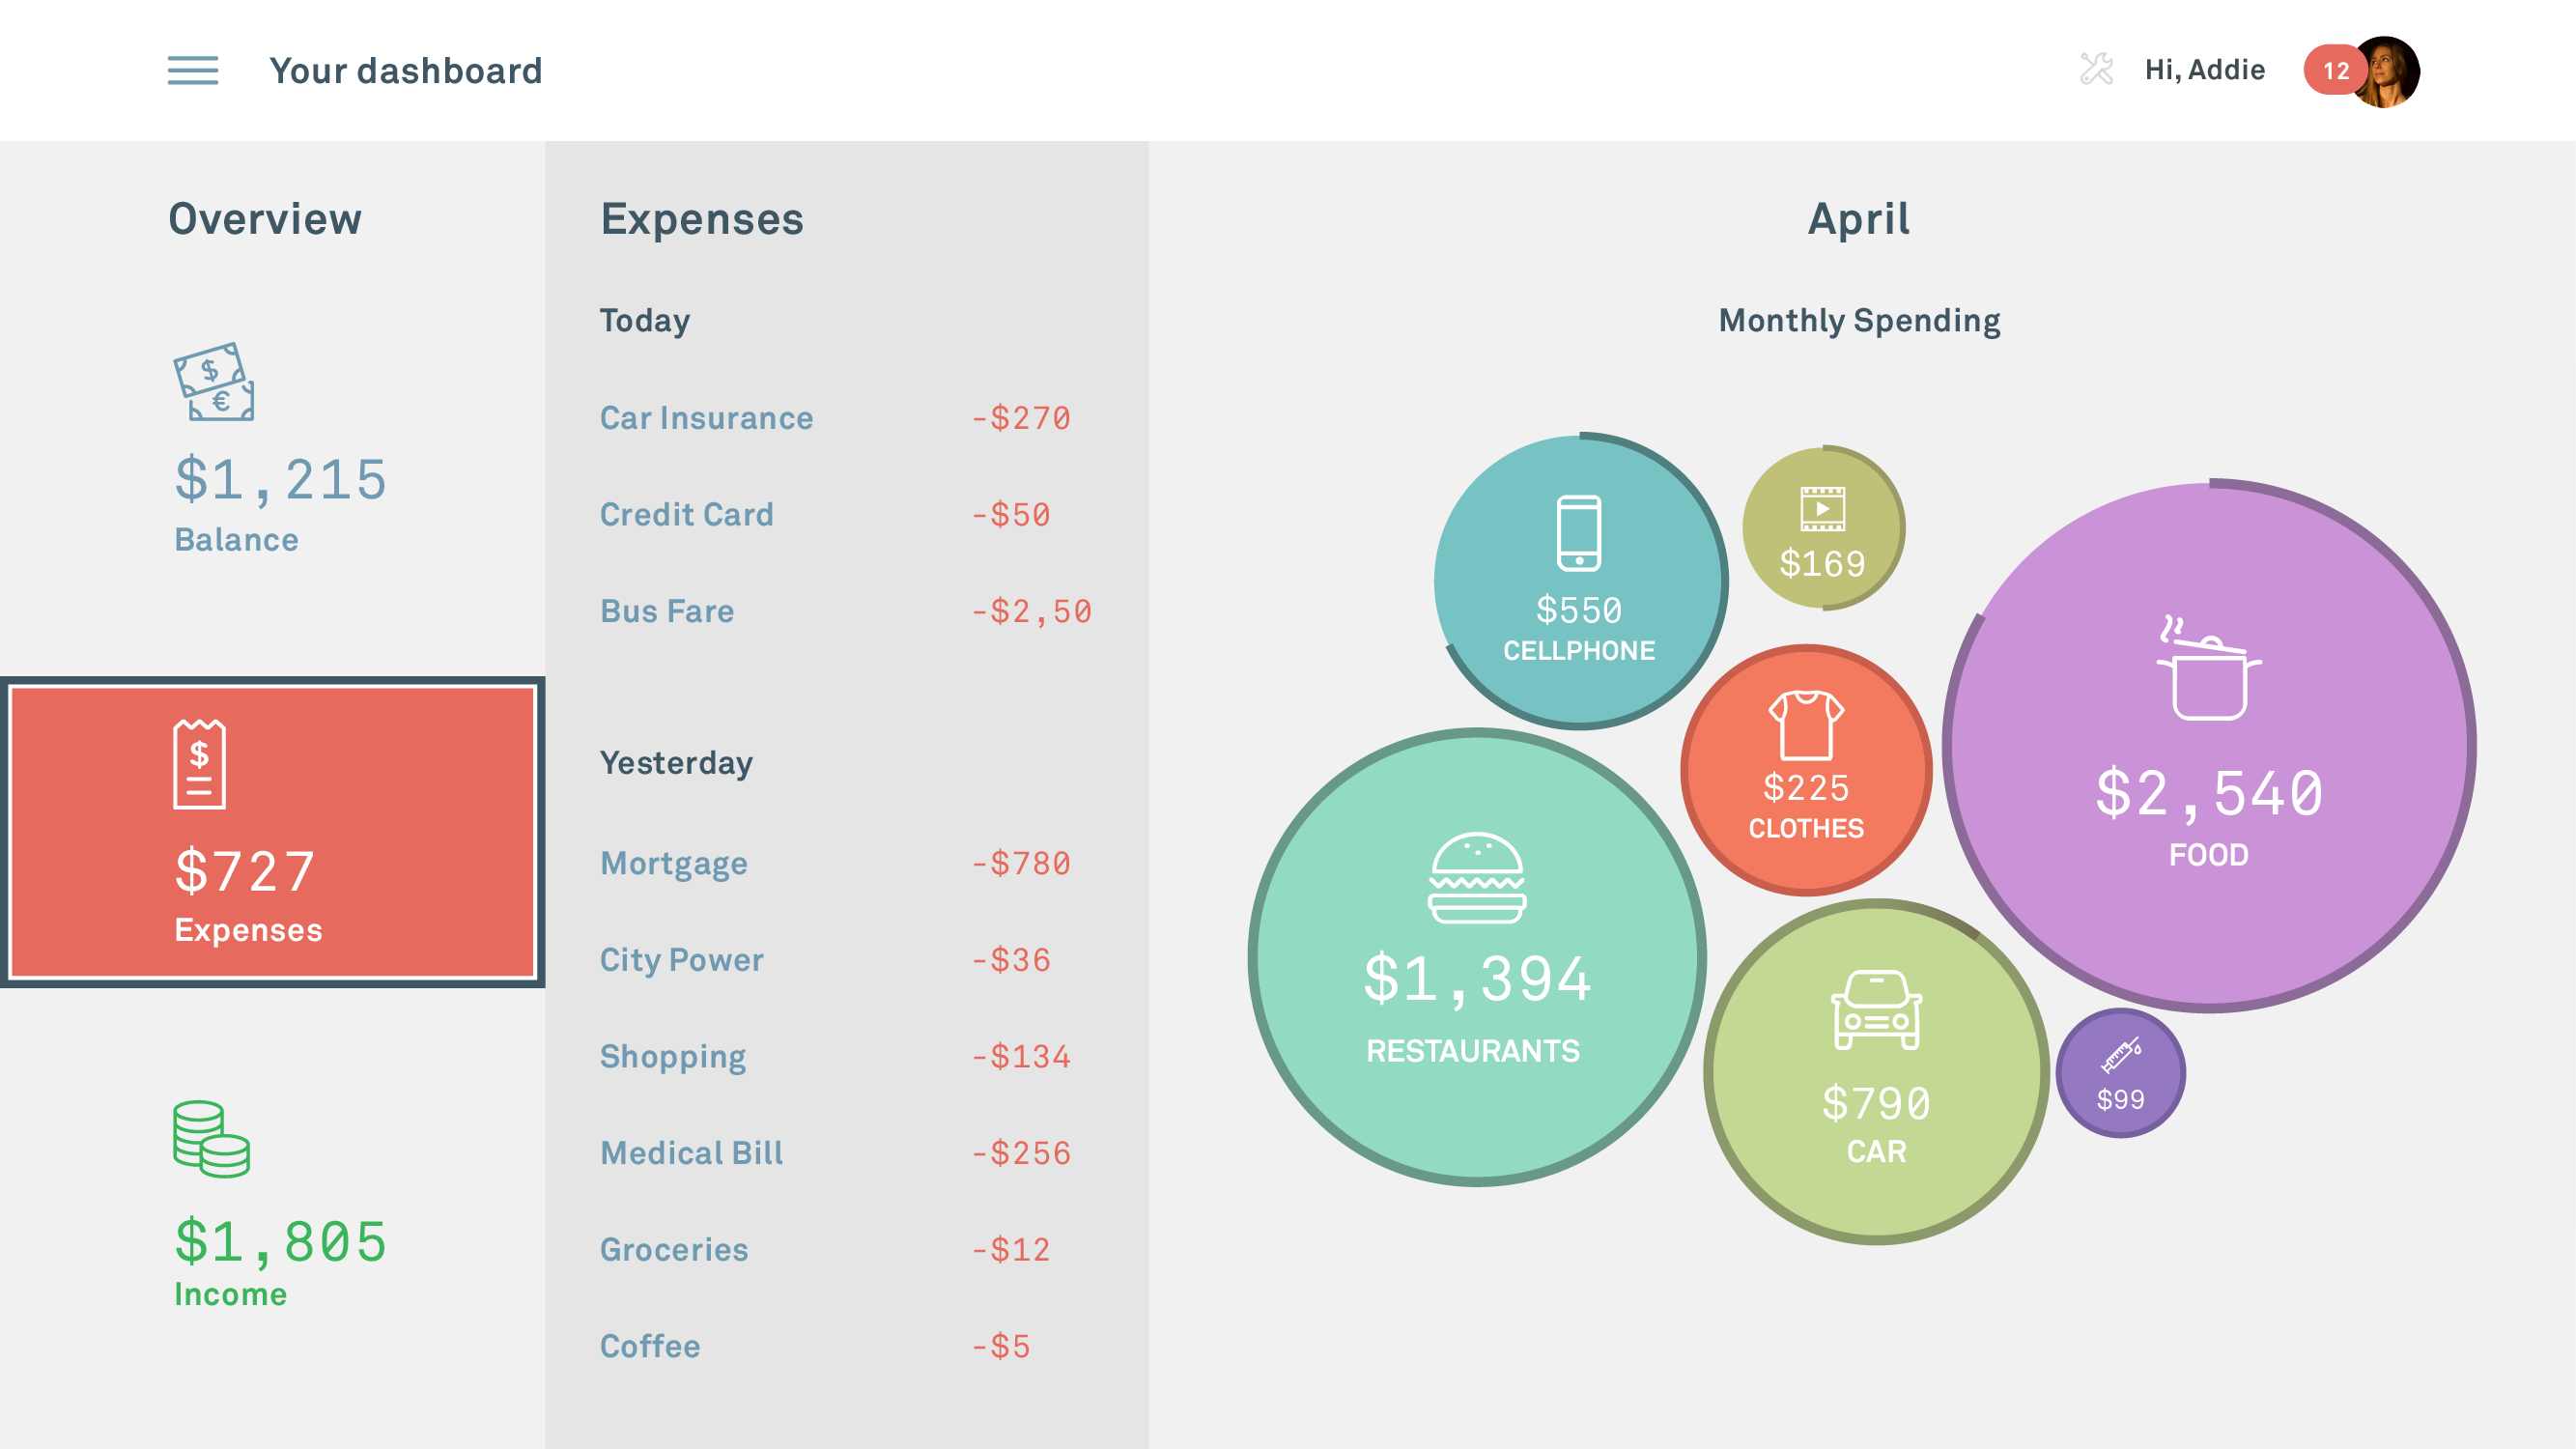 Your dashboard
Hi, Addie
12
Overview
$1,215
Balance
$727
Expenses
$1,805
Income
Expenses
Today
Car Insurance -$270
Credit Card -$50
Bus Fare -$2,50
Yesterday
Mortgage -$780
City Power -$36
Shopping -$134
Medical Bill -$256
Groceries -$12
Coffee -$5
April
Monthly Spending
$550
CELLPHONE
$169
$2,540
FOOD
$225
CLOTHES
$1,394
RESTAURANTS
$790
CAR
$99